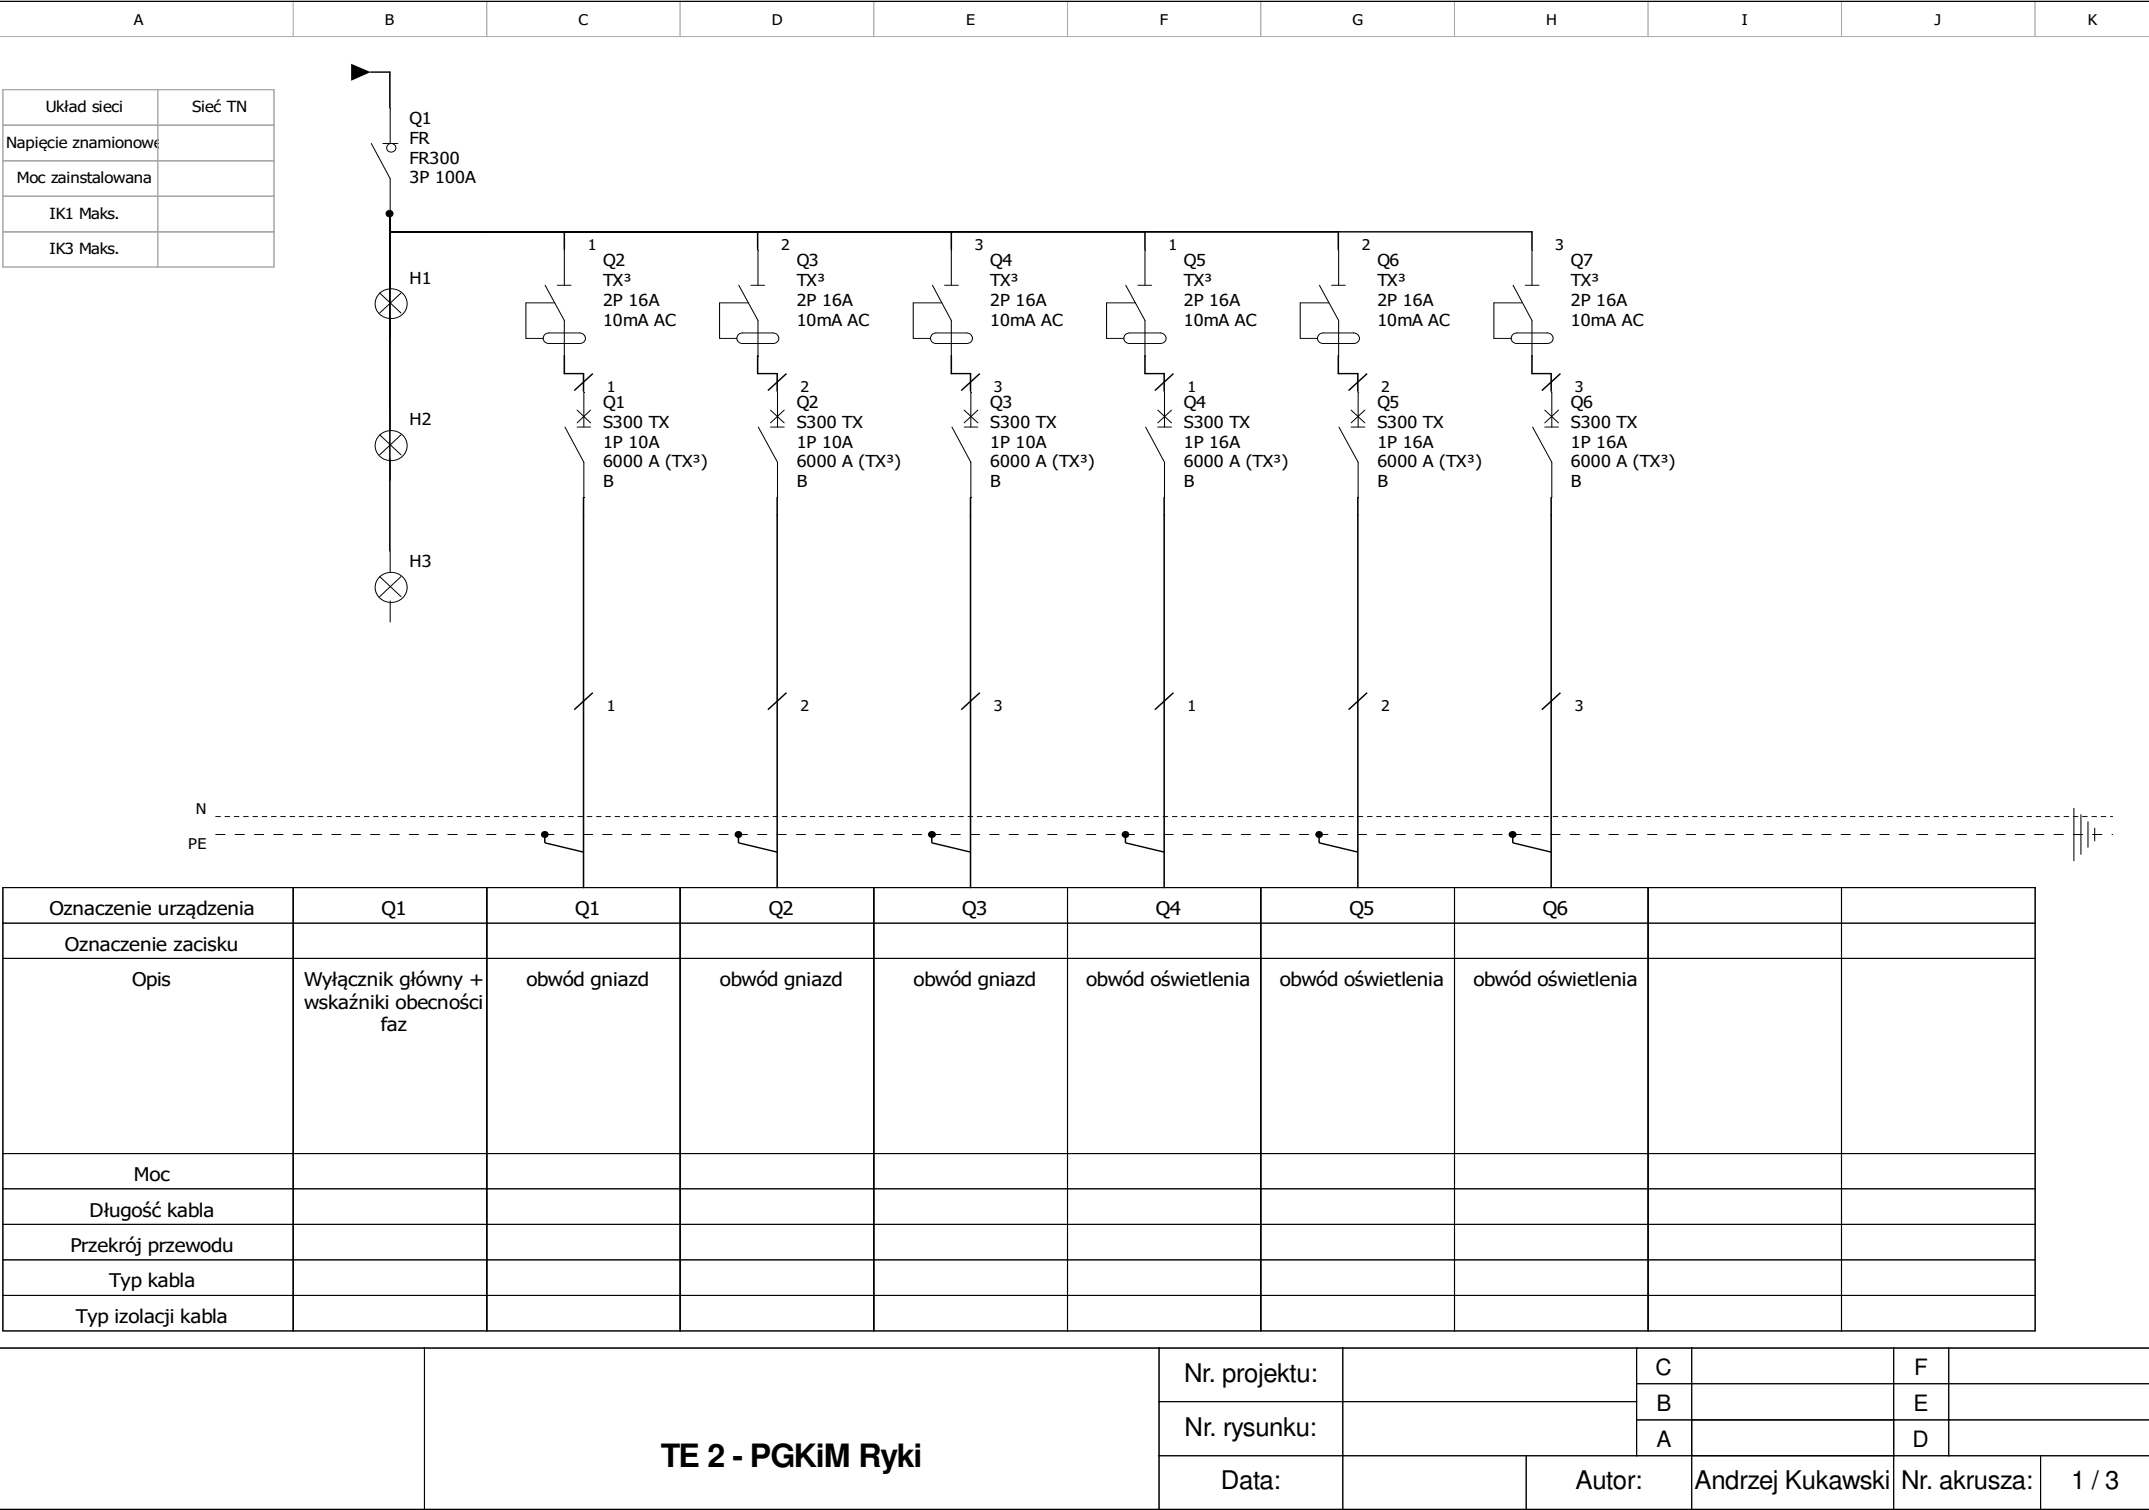 A B C D E F G H I J K
Układ sieci Sieć TN
Napięcie znamionowe
Moc zainstalowana
IK1 Maks.
IK3 Maks.
Q1
FR
FR300
3P 100A
H1
H2
H3
1 2 3 1 2 3
Q2 Q3 Q4 Q5 Q6 Q7
TX³ TX³ TX³ TX³ TX³ TX³
2P 16A 2P 16A 2P 16A 2P 16A 2P 16A 2P 16A
10mA AC 10mA AC 10mA AC 10mA AC 10mA AC 10mA AC
1 2 3 1 2 3
Q1 Q2 Q3 Q4 Q5 Q6
S300 TX S300 TX S300 TX S300 TX S300 TX S300 TX
1P 10A 1P 10A 1P 10A 1P 16A 1P 16A 1P 16A
6000 A (TX³) 6000 A (TX³) 6000 A (TX³) 6000 A (TX³) 6000 A (TX³) 6000 A (TX³)
B B B B B B
1 2 3 1 2 3
N
PE
Oznaczenie urządzenia Q1 Q1 Q2 Q3 Q4 Q5 Q6
Oznaczenie zacisku
Opis Wyłącznik główny + obwód gniazd obwód gniazd obwód gniazd obwód oświetlenia obwód oświetlenia obwód oświetlenia
wskaźniki obecności
faz
Moc
Długość kabla
Przekrój przewodu
Typ kabla
Typ izolacji kabla
TE 2 - PGKiM Ryki
Nr. projektu:
Nr. rysunku:
C F
B E
A D
Data: Autor: Andrzej Kukawski Nr. akrusza: 1 / 3